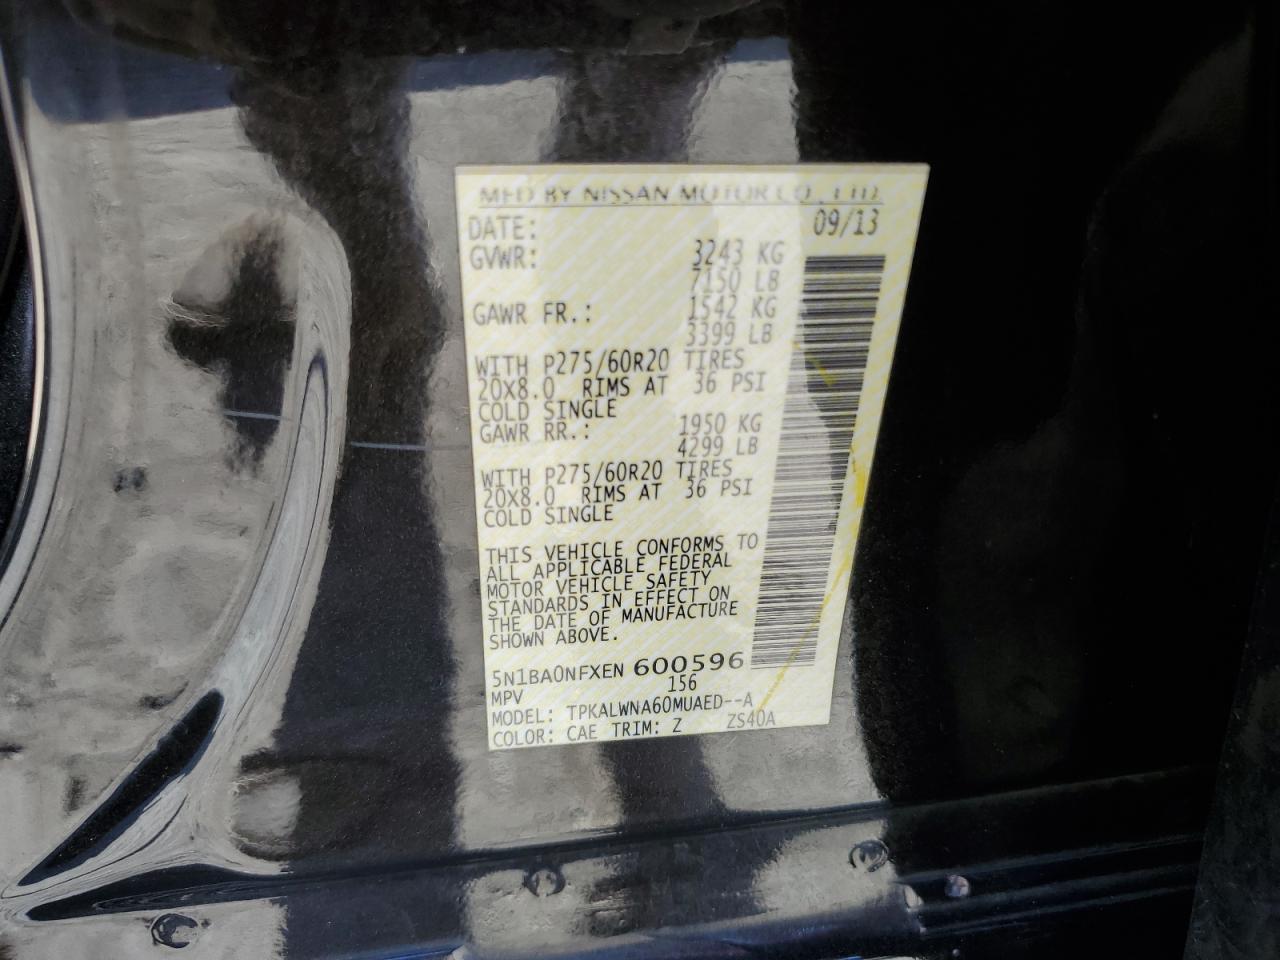 MFD BY NISSAN MOTOR CO., LTD.
DATE: 09/13
GVWR: 3243 KG
7150 LB
GAWR FR.: 1542 KG
3399 LB
WITH P275/60R20 TIRES
20X8.0 RIMS AT 36 PSI
COLD SINGLE
GAWR RR.: 1950 KG
4299 LB
WITH P275/60R20 TIRES
20X8.0 RIMS AT 36 PSI
COLD SINGLE
THIS VEHICLE CONFORMS TO
ALL APPLICABLE FEDERAL
MOTOR VEHICLE SAFETY
STANDARDS IN EFFECT ON
THE DATE OF MANUFACTURE
SHOWN ABOVE.
5N1BA0NFXEN 600596
MPV 156
MODEL: TPKALWNA60MUAED--A
COLOR: CAE TRIM: Z ZS40A